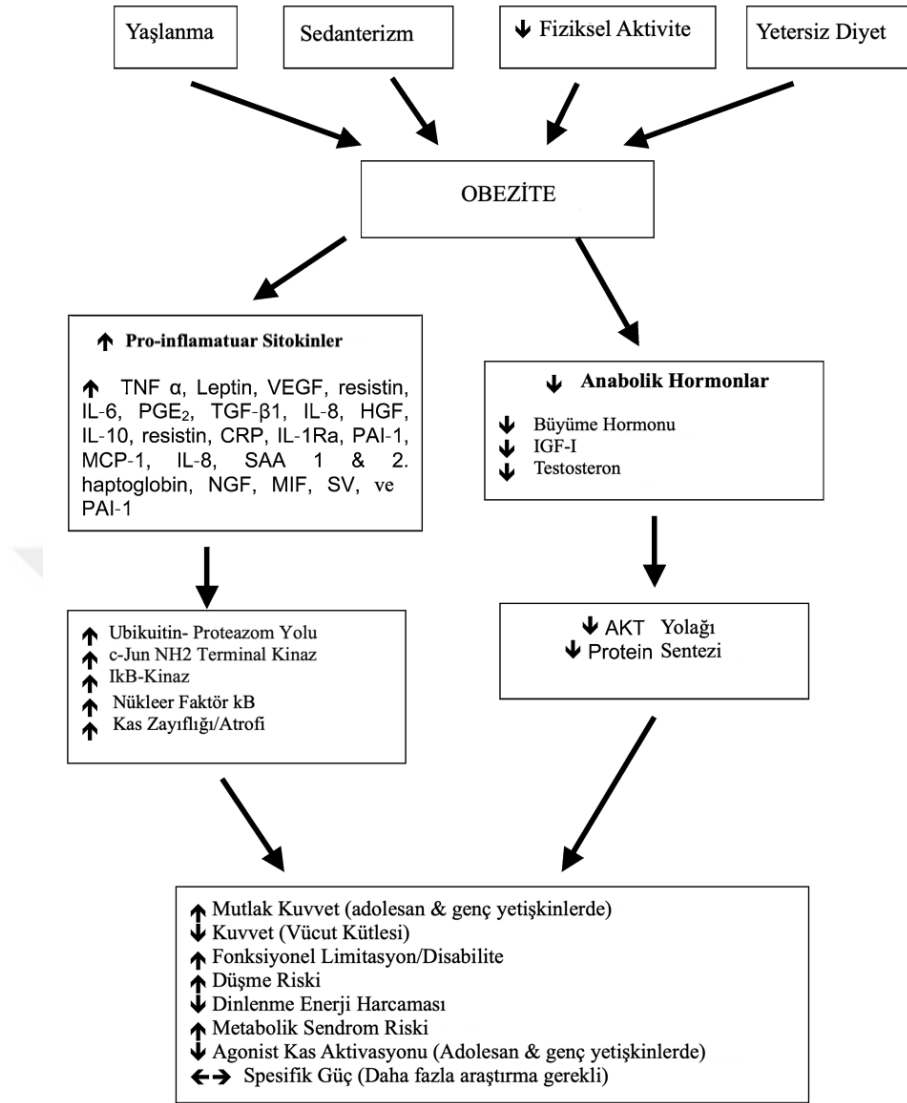 Yaşlanma
Sedanterizm
↓ Fiziksel Aktivite
Yetersiz Diyet
OBEZİTE
↑ Pro-inflamatuar Sitokinler
↑ TNF α, Leptin, VEGF, resistin,
IL-6, PGE₂, TGF-β1, IL-8, HGF,
IL-10, resistin, CRP, IL-1Ra, PAI-1,
MCP-1, IL-8, SAA 1 & 2.
haptoglobin, NGF, MIF, SV, ve
PAI-1
↓ Anabolik Hormonlar
↓ Büyüme Hormonu
↓ IGF-I
↓ Testosteron
↑ Ubikuitin- Proteazom Yolu
↑ c-Jun NH2 Terminal Kinaz
↑ IkB-Kinaz
↑ Nükleer Faktör kB
↑ Kas Zayıflığı/Atrofi
↓ AKT Yolağı
↓ Protein Sentezi
↑ Mutlak Kuvvet (adolesan & genç yetişkinlerde)
↓ Kuvvet (Vücut Kütlesi)
↑ Fonksiyonel Limitasyon/Disabilite
↑ Düşme Riski
↓ Dinlenme Enerji Harcaması
↑ Metabolik Sendrom Riski
↓ Agonist Kas Aktivasyonu (Adolesan & genç yetişkinlerde)
←→ Spesifik Güç (Daha fazla araştırma gerekli)